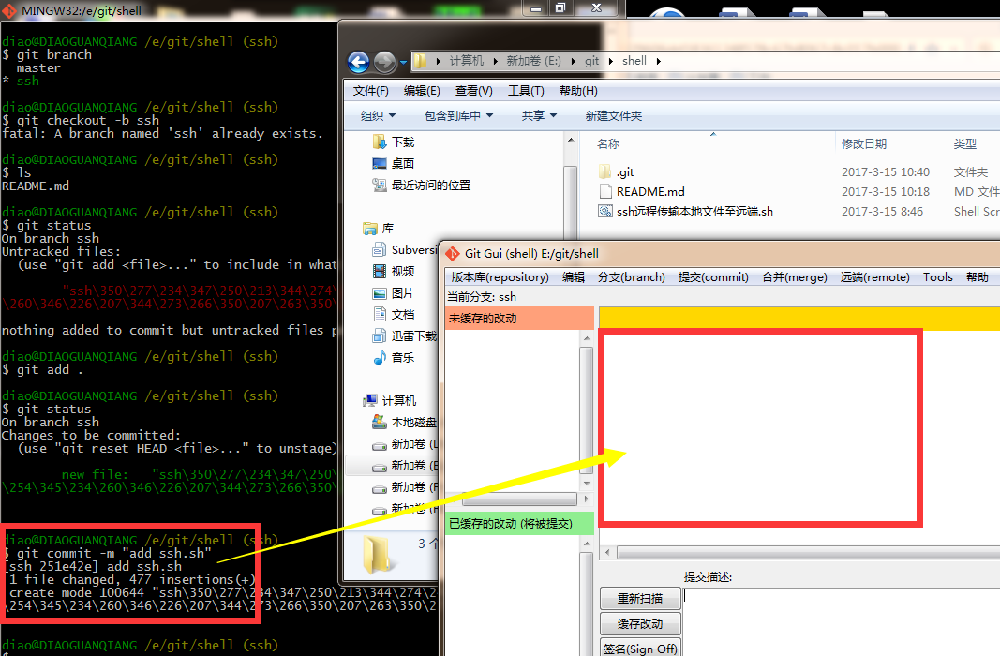 MINGW32:/e/git/shell
diao@DIAOGUANQIANG /e/git/shell (ssh)
$ git branch
master
* ssh
diao@DIAOGUANQIANG /e/git/shell (ssh)
$ git checkout -b ssh
fatal: A branch named 'ssh' already exists.
diao@DIAOGUANQIANG /e/git/shell (ssh)
$ ls
README.md
diao@DIAOGUANQIANG /e/git/shell (ssh)
$ git status
On branch ssh
Untracked files:
(use "git add <file>..." to include in what
"ssh\350\277\234\347\250\213\344\274\
\260\346\226\207\344\273\266\350\207\263\350\
nothing added to commit but untracked files p
diao@DIAOGUANQIANG /e/git/shell (ssh)
$ git add .
diao@DIAOGUANQIANG /e/git/shell (ssh)
$ git status
On branch ssh
Changes to be committed:
(use "git reset HEAD <file>..." to unstage)
new file: "ssh\350\277\234\347\250\
\254\345\234\260\346\226\207\344\273\266\350\
diao@DIAOGUANQIANG /e/git/shell (ssh)
$ git commit -m "add ssh.sh"
[ssh 251e42e] add ssh.sh
1 file changed, 477 insertions(+)
create mode 100644 "ssh\350\277\234\347\250\213\344\274\2
\254\345\234\260\346\226\207\344\273\266\350\207\263\350\2
diao@DIAOGUANQIANG /e/git/shell (ssh)
计算机 新加卷 (E:) git shell
文件(F) 编辑(E) 查看(V) 工具(T) 帮助(H)
组织 包含到库中 共享 新建文件夹
下载
桌面
最近访问的位置
库
Subversi
视频
图片
文档
迅雷下载
音乐
计算机
本地磁盘
新加卷 (D
新加卷 (E
新加卷 (F
新加卷
3 个
名称 修改日期 类型
.git 2017-3-15 10:40 文件夹
README.md 2017-3-15 10:18 MD 文件
ssh远程传输本地文件至远端.sh 2017-3-15 8:46 Shell Scr
Git Gui (shell) E:/git/shell
版本库(repository) 编辑 分支(branch) 提交(commit) 合并(merge) 远端(remote) Tools 帮助
当前分支: ssh
未缓存的改动
已缓存的改动 (将被提交)
提交描述:
重新扫描
缓存改动
签名(Sign Off)